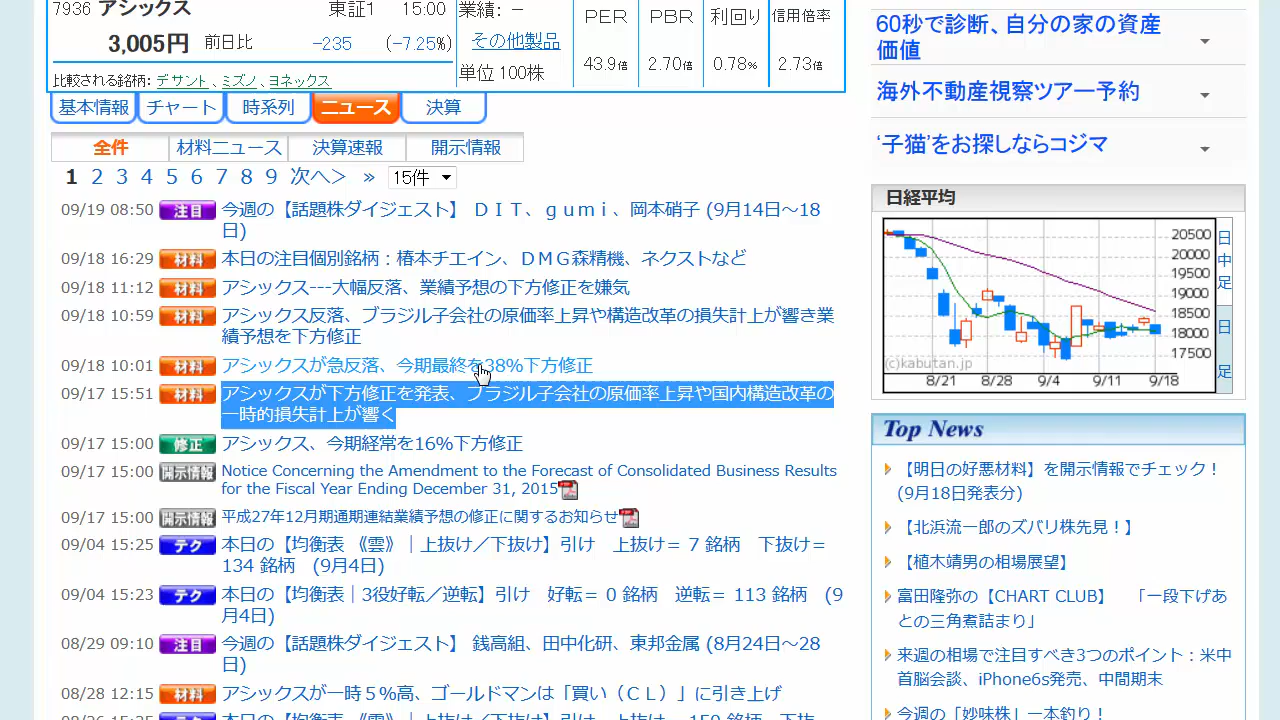 7936 アシックス 東証1 15:00
3,005円 前日比 -235 (-7.25%)
比較される銘柄: デサント、ミズノ、ヨネックス
業績: －
その他製品
単位 100株
PER PBR 利回り 信用倍率
43.9倍 2.70倍 0.78% 2.73倍
基本情報 チャート 時系列 ニュース 決算
全件 材料ニュース 決算速報 開示情報
1 2 3 4 5 6 7 8 9 次へ＞ » 15件
09/19 08:50 注目 今週の【話題株ダイジェスト】 ＤＩＴ、ｇｕｍｉ、岡本硝子 (9月14日～18
日)
09/18 16:29 材料 本日の注目個別銘柄：椿本チエイン、ＤＭＧ森精機、ネクストなど
09/18 11:12 材料 アシックス---大幅反落、業績予想の下方修正を嫌気
09/18 10:59 材料 アシックス反落、ブラジル子会社の原価率上昇や構造改革の損失計上が響き業
績予想を下方修正
09/18 10:01 材料 アシックスが急反落、今期最終を38%下方修正
09/17 15:51 材料 アシックスが下方修正を発表、ブラジル子会社の原価率上昇や国内構造改革の
一時的損失計上が響く
09/17 15:00 修正 アシックス、今期経常を16%下方修正
09/17 15:00 開示情報 Notice Concerning the Amendment to the Forecast of Consolidated Business Results
for the Fiscal Year Ending December 31, 2015
09/17 15:00 開示情報 平成27年12月期通期連結業績予想の修正に関するお知らせ
09/04 15:25 テク 本日の【均衡表 《雲》｜上抜け／下抜け】引け 上抜け＝ 7 銘柄 下抜け＝
134 銘柄 (9月4日)
09/04 15:23 テク 本日の【均衡表｜3役好転／逆転】引け 好転＝ 0 銘柄 逆転＝ 113 銘柄 (9
月4日)
08/29 09:10 注目 今週の【話題株ダイジェスト】 銭高組、田中化研、東邦金属 (8月24日～28
日)
08/28 12:15 材料 アシックスが一時５％高、ゴールドマンは「買い（ＣＬ）」に引き上げ
60秒で診断、自分の家の資産
価値
海外不動産視察ツアー予約
‘子猫’をお探しならコジマ
日経平均
20500
20000
19500
19000
18500
18000
17500
(c)kabutan.jp
8/21 8/28 9/4 9/11 9/18
日
中
足
日
足
Top News
【明日の好悪材料】を開示情報でチェック！
(9月18日発表分)
【北浜流一郎のズバリ株先見！】
【植木靖男の相場展望】
富田隆弥の【CHART CLUB】 「一段下げあ
との三角煮詰まり」
来週の相場で注目すべき3つのポイント：米中
首脳会談、iPhone6s発売、中間期末
今週の「妙味株」一本釣り！